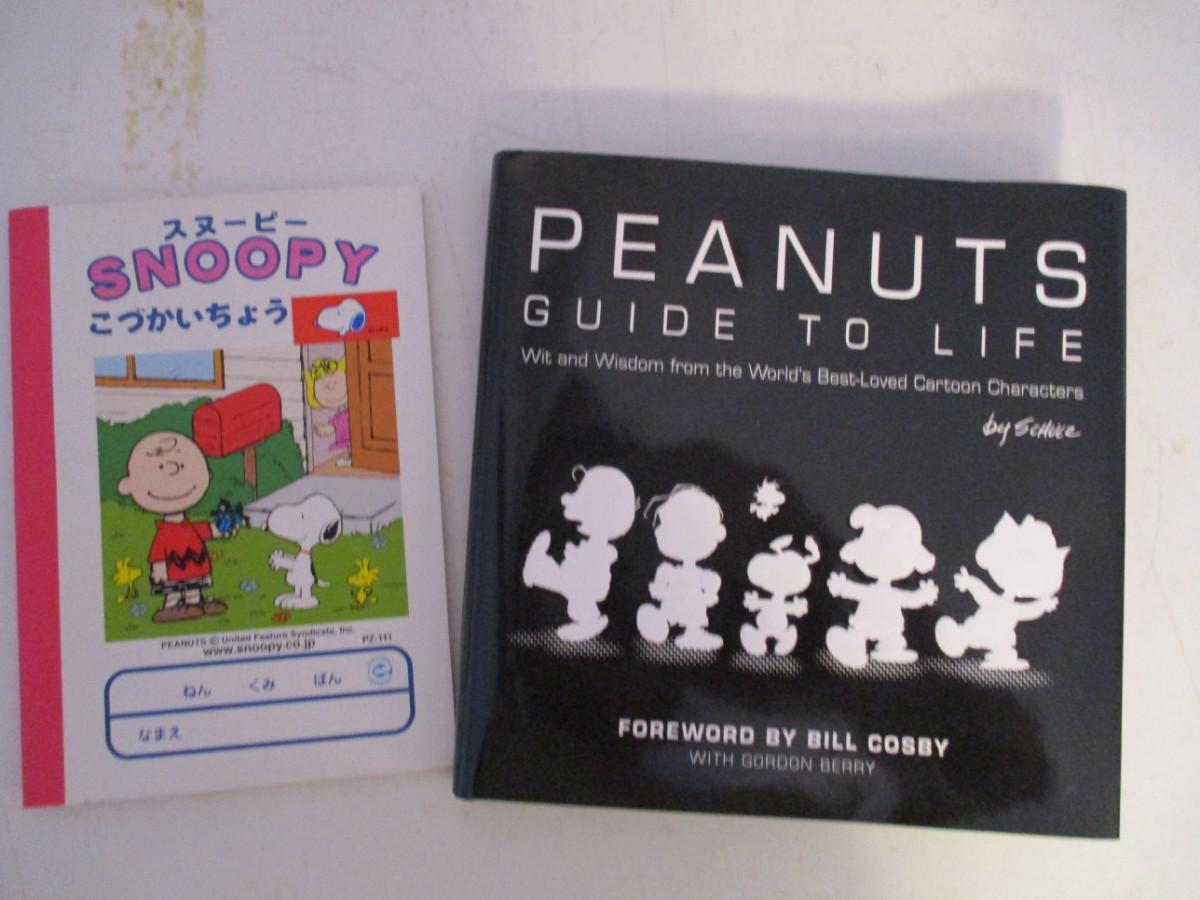 スヌーピー
SNOOPY
こづかいちょう
PEANUTS © United Feature Syndicate, Inc.
www.snoopy.co.jp
PZ-111
ねん くみ ばん
なまえ
PEANUTS
GUIDE TO LIFE
Wit and Wisdom from the World's Best-Loved Cartoon Characters
by SCHULZ
FOREWORD BY BILL COSBY
WITH GORDON BERRY